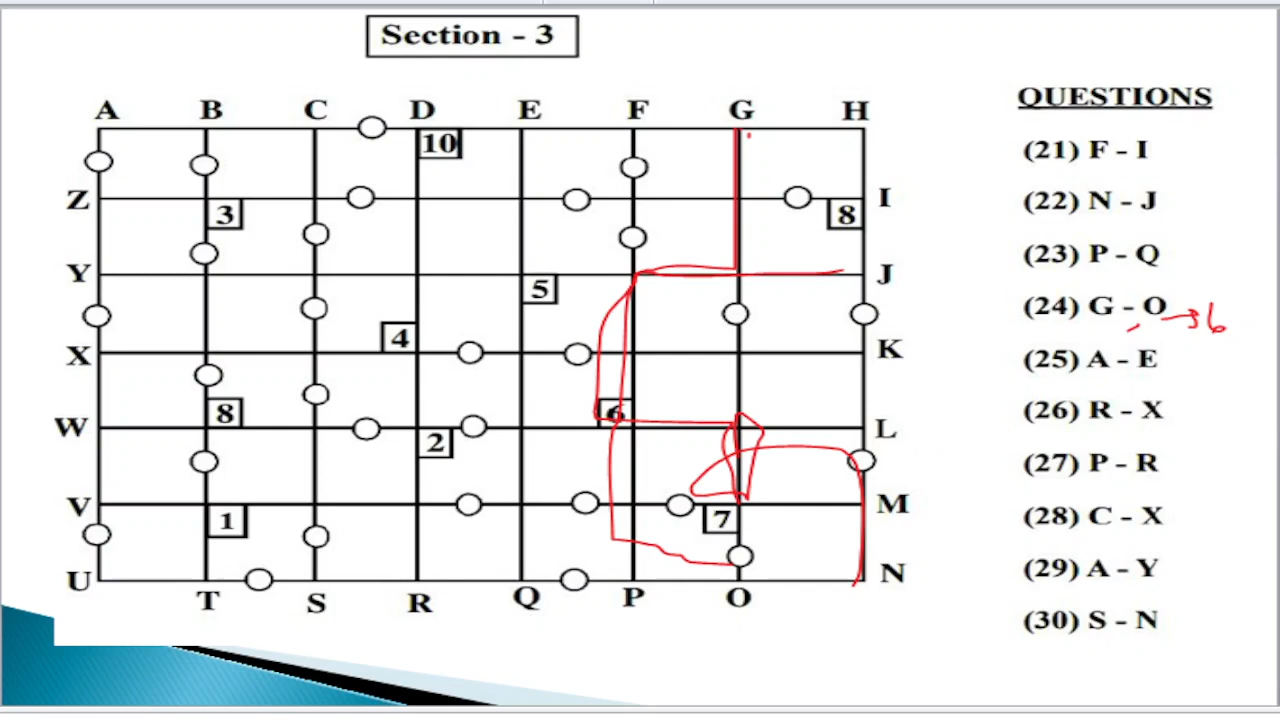 Section - 3
A B C D E F G H
10
Z 3 8 I
Y 5 J
X 4 K
W 8 2 6 L
V 1 7 M
U N
T S R Q P O
QUESTIONS
(21) F - I
(22) N - J
(23) P - Q
(24) G - O → 6
(25) A - E
(26) R - X
(27) P - R
(28) C - X
(29) A - Y
(30) S - N